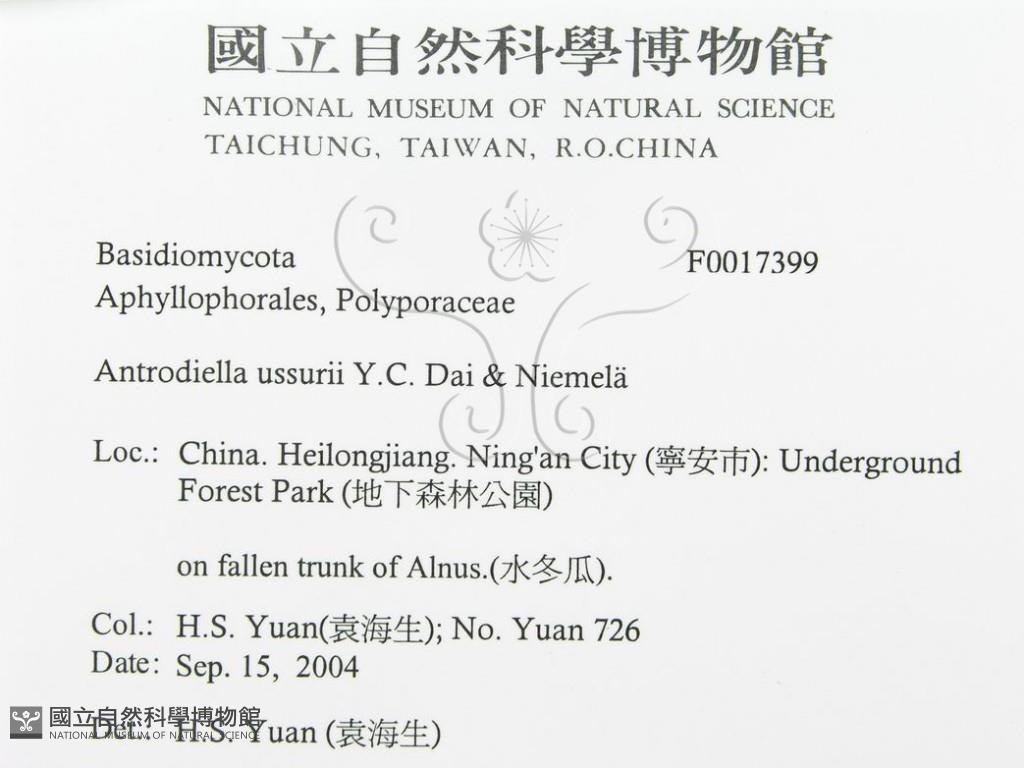 國立自然科學博物館
NATIONAL MUSEUM OF NATURAL SCIENCE
TAICHUNG, TAIWAN, R.O.CHINA
Basidiomycota F0017399
Aphyllophorales, Polyporaceae
Antrodiella ussurii Y.C. Dai & Niemelä
Loc.: China. Heilongjiang. Ning'an City (寧安市): Underground
Forest Park (地下森林公園)
on fallen trunk of Alnus.(水冬瓜).
Col.: H.S. Yuan(袁海生); No. Yuan 726
Date: Sep. 15, 2004
Det.: H.S. Yuan (袁海生)
國立自然科學博物館
NATIONAL MUSEUM OF NATURAL SCIENCE